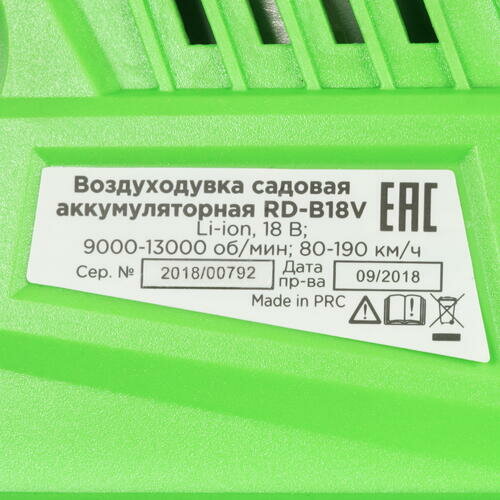 Воздуходувка садовая
аккумуляторная RD-B18V
EAC
Li-ion, 18 В;
9000-13000 об/мин; 80-190 км/ч
Сер. № 2018/00792 Дата пр-ва 09/2018
Made in PRC